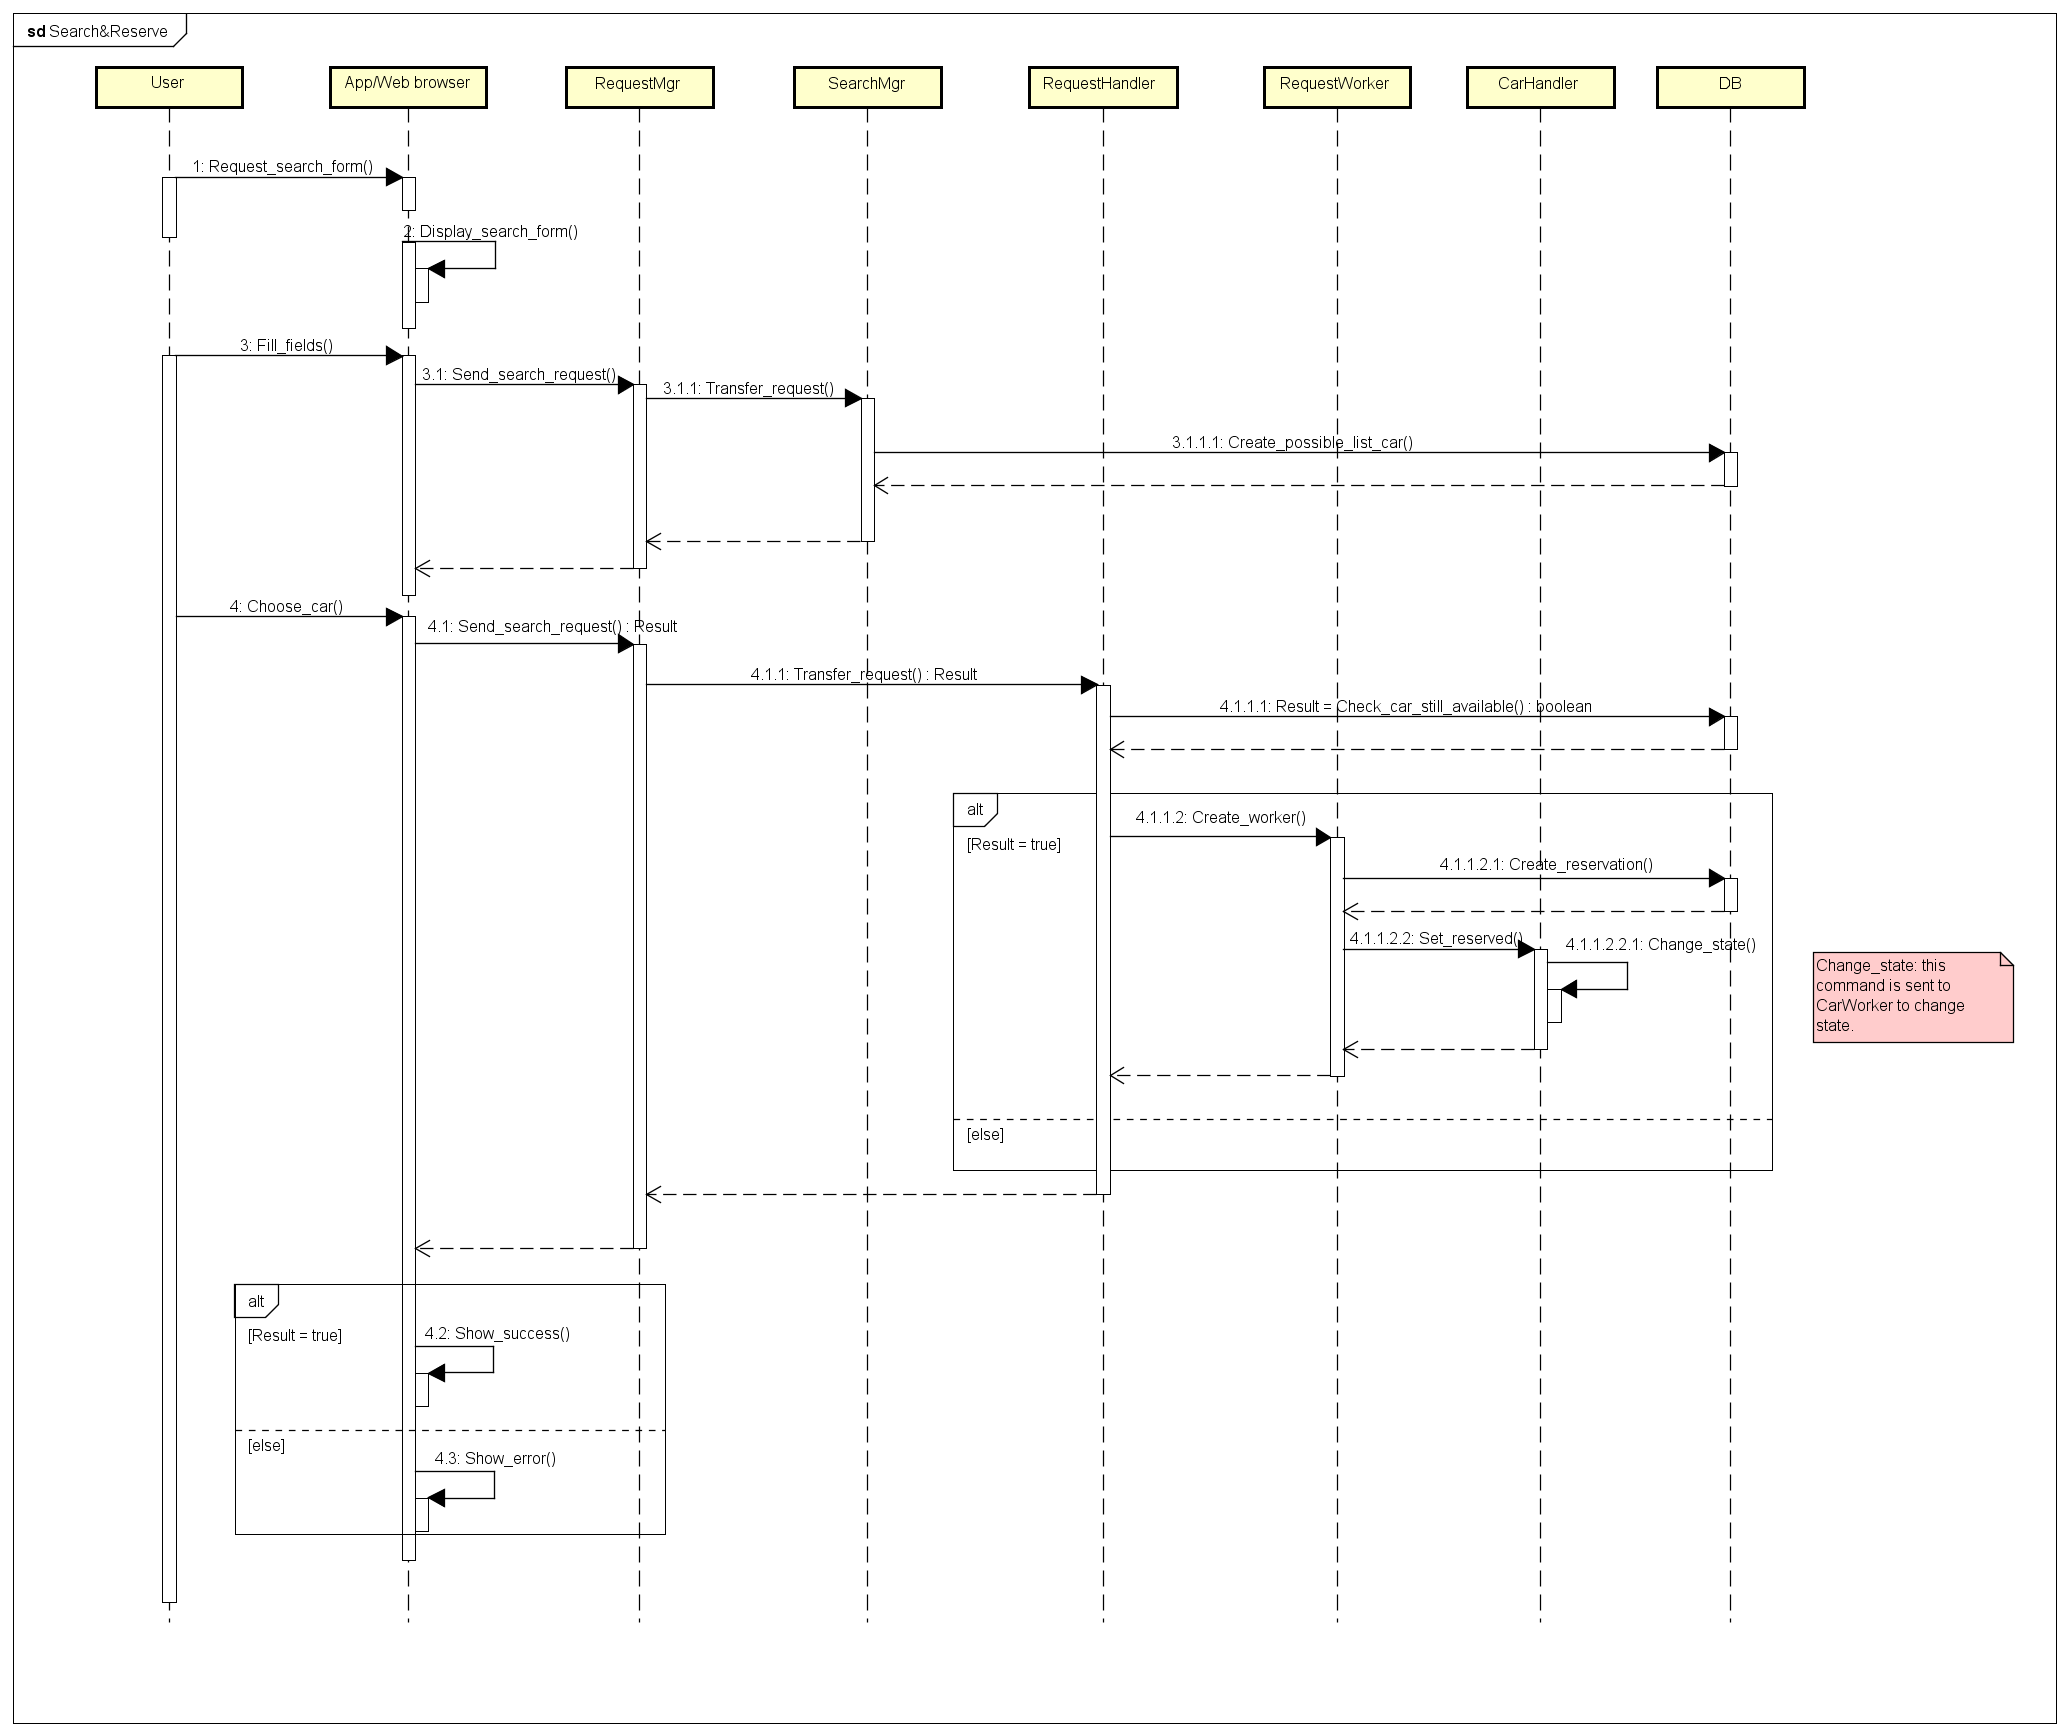 sd Search&Reserve
User
App/Web browser
RequestMgr
SearchMgr
RequestHandler
RequestWorker
CarHandler
DB
1: Request_search_form()
2: Display_search_form()
3: Fill_fields()
3.1: Send_search_request()
3.1.1: Transfer_request()
3.1.1.1: Create_possible_list_car()
4: Choose_car()
4.1: Send_search_request() : Result
4.1.1: Transfer_request() : Result
4.1.1.1: Result = Check_car_still_available() : boolean
alt
[Result = true]
4.1.1.2: Create_worker()
4.1.1.2.1: Create_reservation()
4.1.1.2.2: Set_reserved()
4.1.1.2.2.1: Change_state()
Change_state: this
command is sent to
CarWorker to change
state.
[else]
alt
[Result = true]
4.2: Show_success()
[else]
4.3: Show_error()